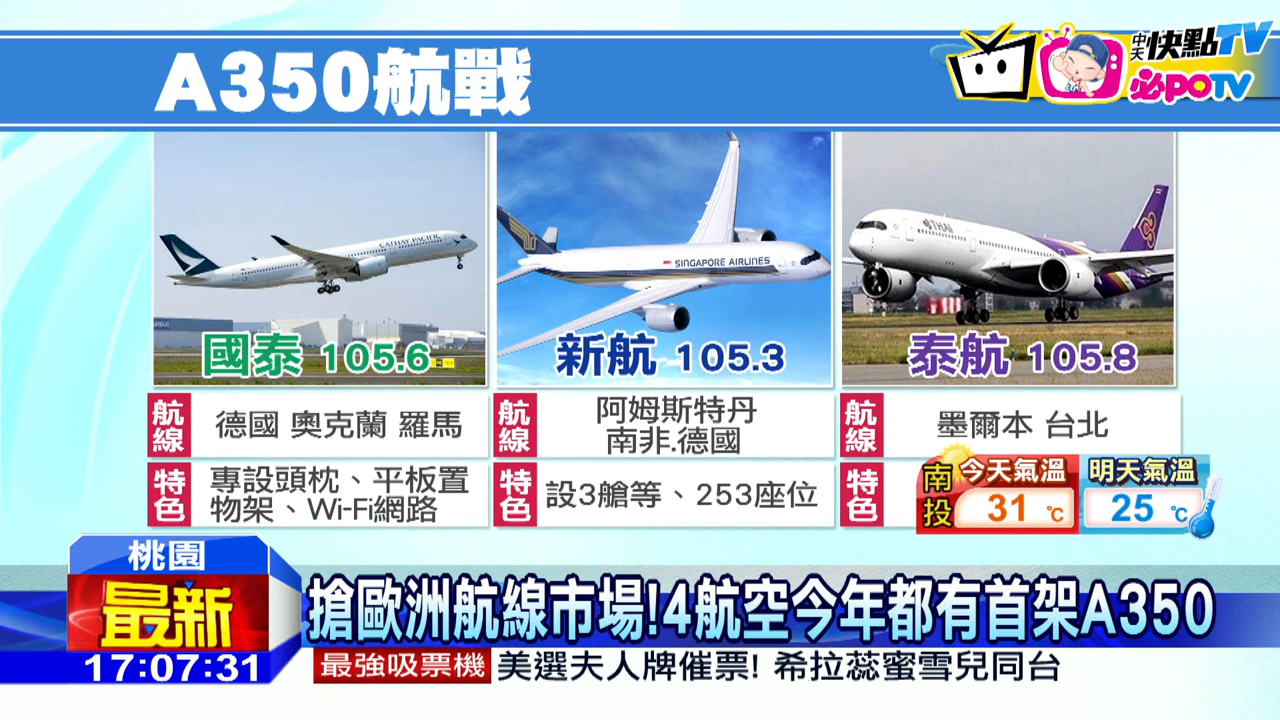 A350航戰
中天快點TV
必POTV
CATHAY PACIFIC
國泰 105.6
SINGAPORE AIRLINES
新航 105.3
THAI
泰航 105.8
航線
德國 奧克蘭 羅馬
航線
阿姆斯特丹
南非.德國
航線
墨爾本 台北
特色
專設頭枕、平板置
物架、Wi-Fi網路
特色
設3艙等、253座位
特色
南投
今天氣溫
31 ℃
明天氣溫
25 ℃
桃園
最新
17:07:31
搶歐洲航線市場!4航空今年都有首架A350
最強吸票機 美選夫人牌催票! 希拉蕊蜜雪兒同台